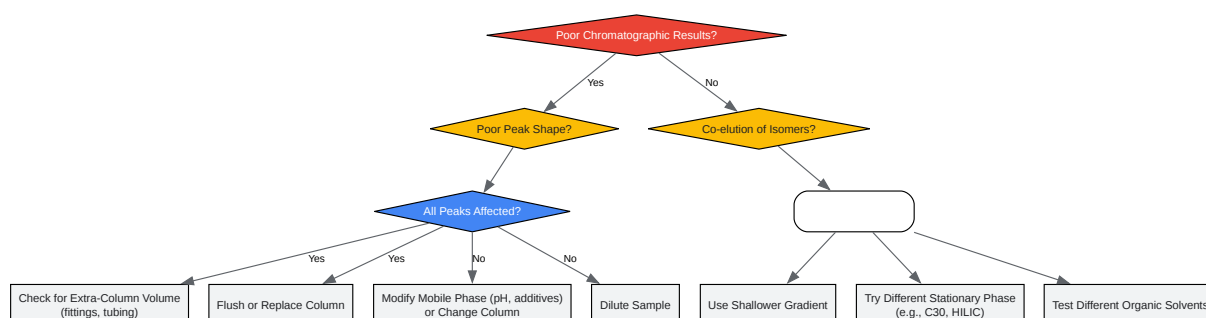 Poor Chromatographic Results?
Yes
No
Poor Peak Shape?
Co-elution of Isomers?
All Peaks Affected?
Yes
Yes
No
No
Check for Extra-Column Volume
(fittings, tubing)
Flush or Replace Column
Modify Mobile Phase (pH, additives)
or Change Column
Dilute Sample
Use Shallower Gradient
Try Different Stationary Phase
(e.g., C30, HILIC)
Test Different Organic Solvents